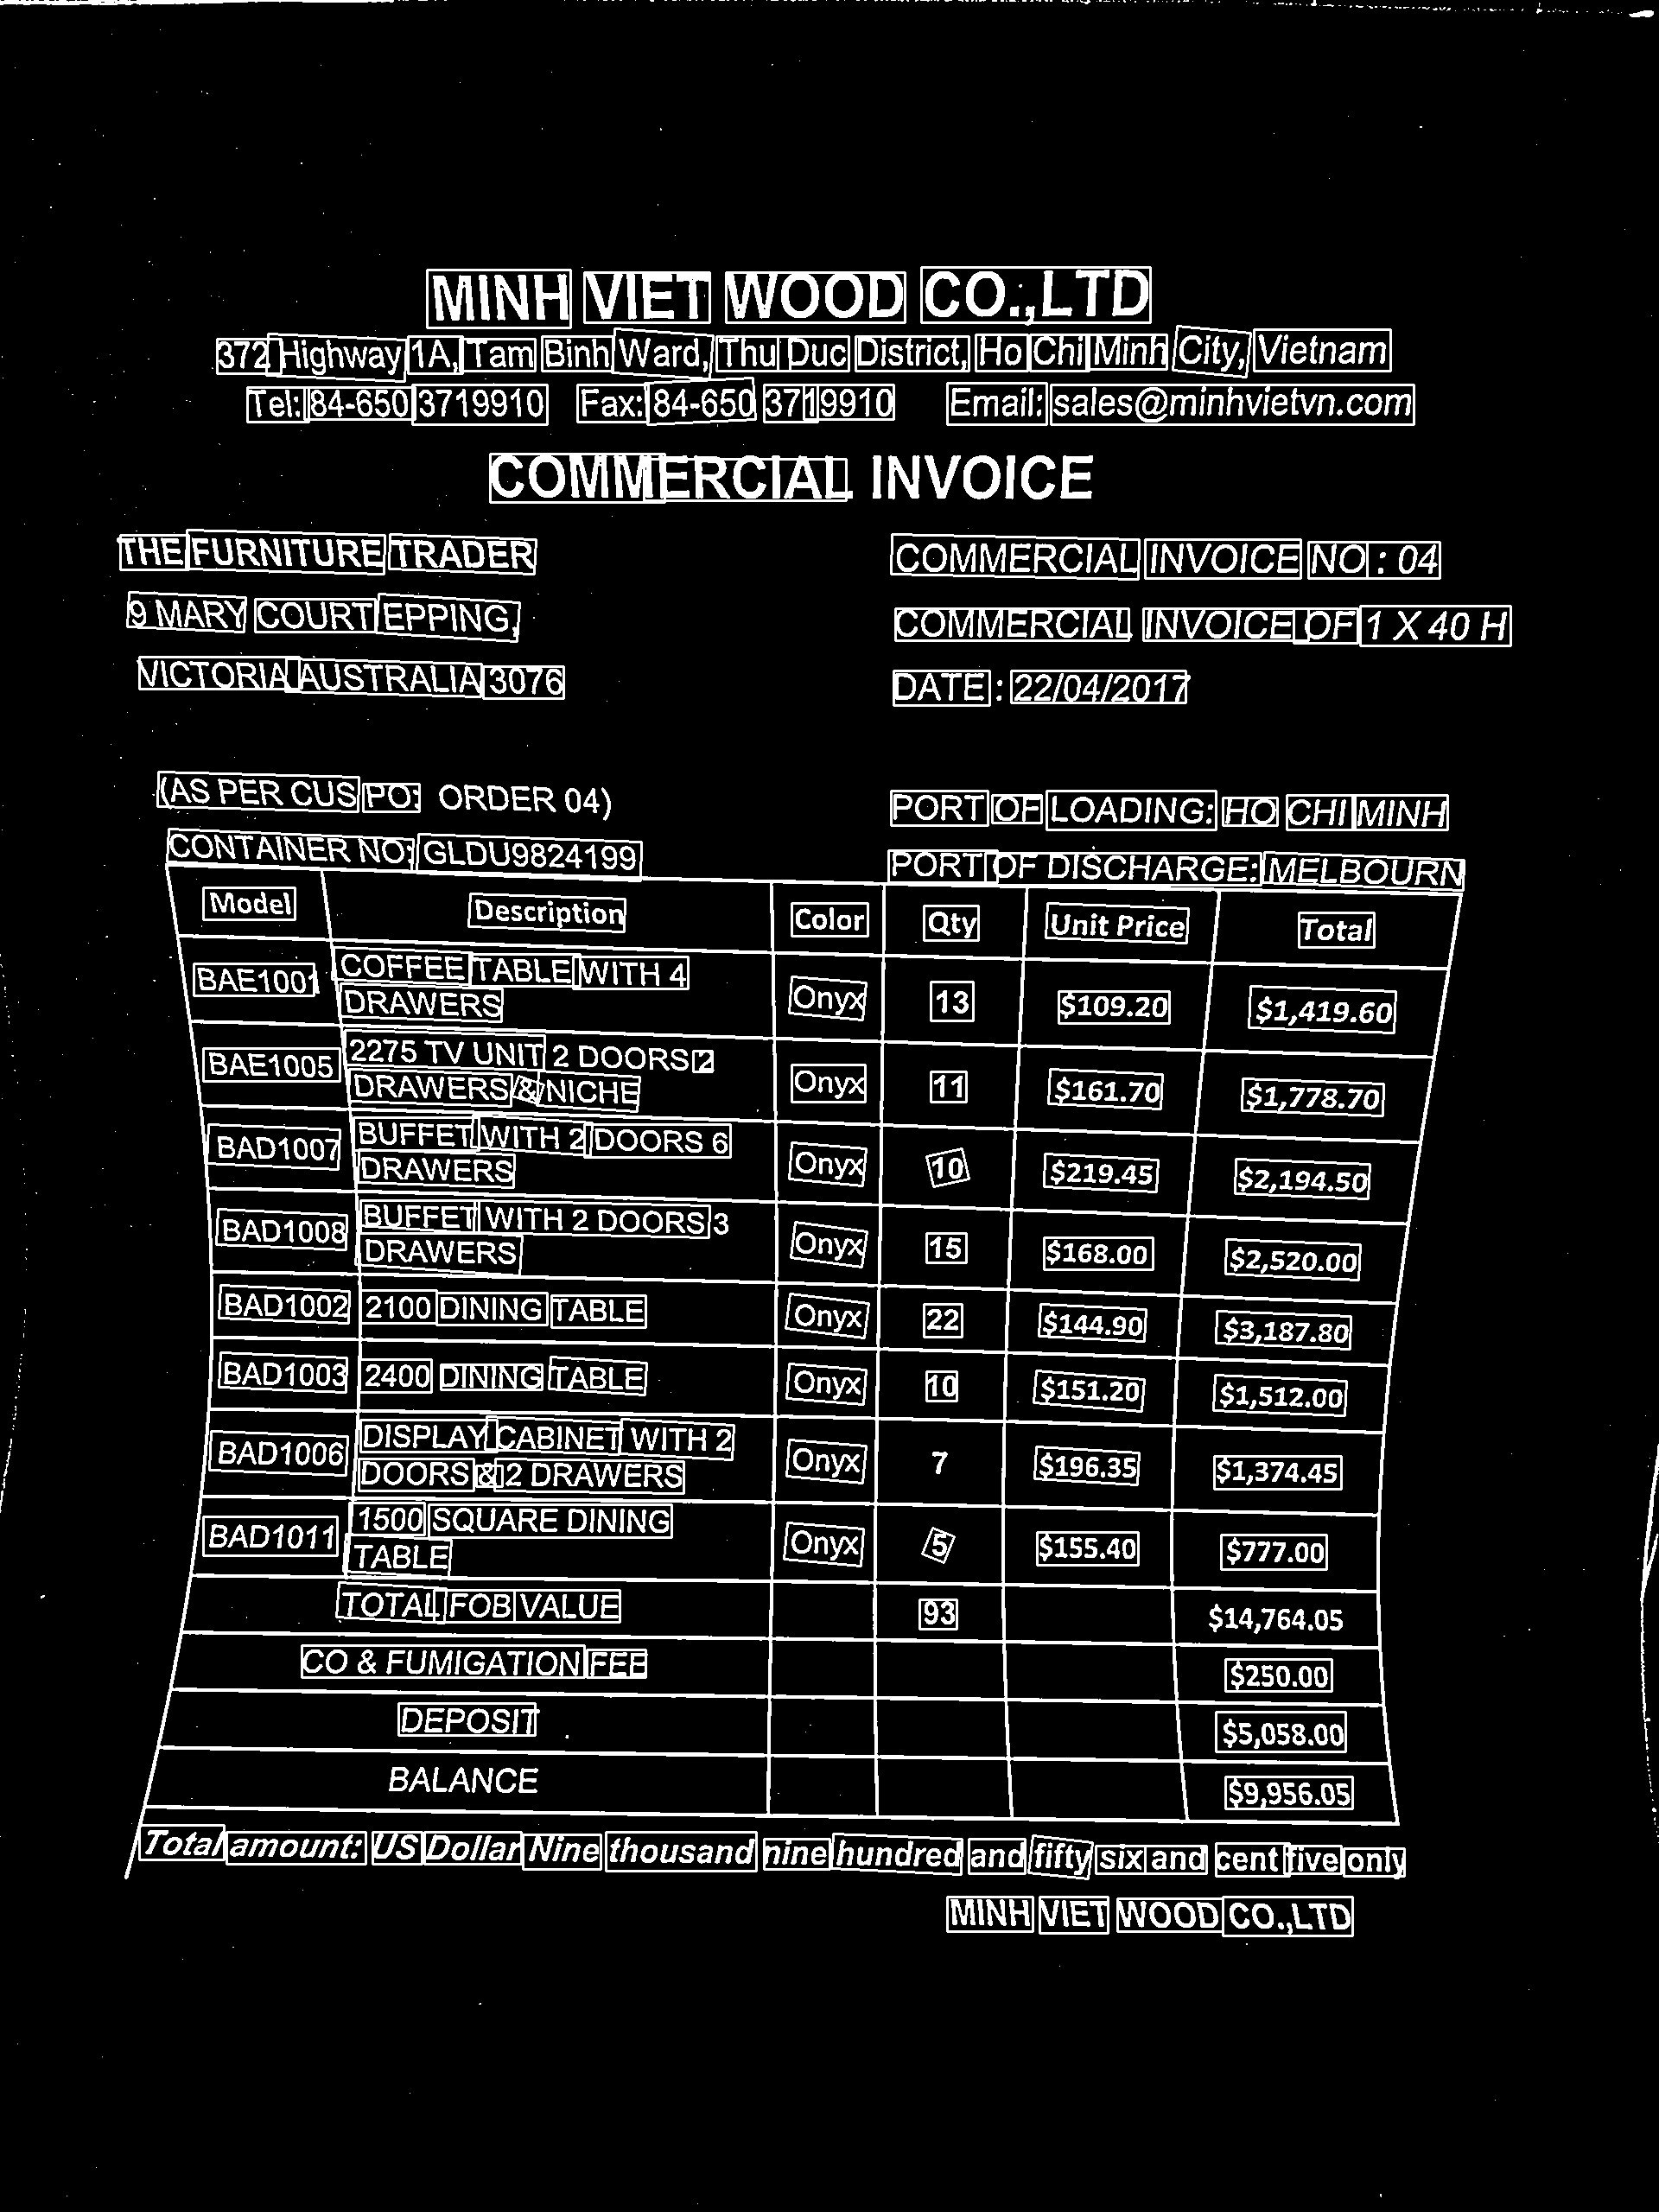 MINH VIET WOOD CO.,LTD
372 Highway 1A, Tam Binh Ward, Thu Duc District, Ho Chi Minh City, Vietnam
Tel: 84-650 3719910 Fax: 84-650 3719910 Email: sales@minhvietvn.com
COMMERCIAL INVOICE
THE FURNITURE TRADER COMMERCIAL INVOICE NO : 04
9 MARY COURT EPPING, COMMERCIAL INVOICE OF 1 X 40 H
VICTORIA AUSTRALIA 3076 DATE : 22/04/2017
(AS PER CUS PO: ORDER 04) PORT OF LOADING: HO CHI MINH
CONTAINER NO: GLDU9824199 PORT OF DISCHARGE: MELBOURN
Model Description Color Qty Unit Price Total
BAE1001 COFFEE TABLE WITH 4 DRAWERS Onyx 13 $109.20 $1,419.60
BAE1005 2275 TV UNIT 2 DOORS 2 DRAWERS & NICHE Onyx 11 $161.70 $1,778.70
BAD1007 BUFFET WITH 2 DOORS 6 DRAWERS Onyx 10 $219.45 $2,194.50
BAD1008 BUFFET WITH 2 DOORS 3 DRAWERS Onyx 15 $168.00 $2,520.00
BAD1002 2100 DINING TABLE Onyx 22 $144.90 $3,187.80
BAD1003 2400 DINING TABLE Onyx 10 $151.20 $1,512.00
BAD1006 DISPLAY CABINET WITH 2 DOORS & 2 DRAWERS Onyx 7 $196.35 $1,374.45
BAD1011 1500 SQUARE DINING TABLE Onyx 5 $155.40 $777.00
TOTAL FOB VALUE 93 $14,764.05
CO & FUMIGATION FEE $250.00
DEPOSIT $5,058.00
BALANCE $9,956.05
Total amount: US Dollar Nine thousand nine hundred and fifty six and cent five only
MINH VIET WOOD CO.,LTD